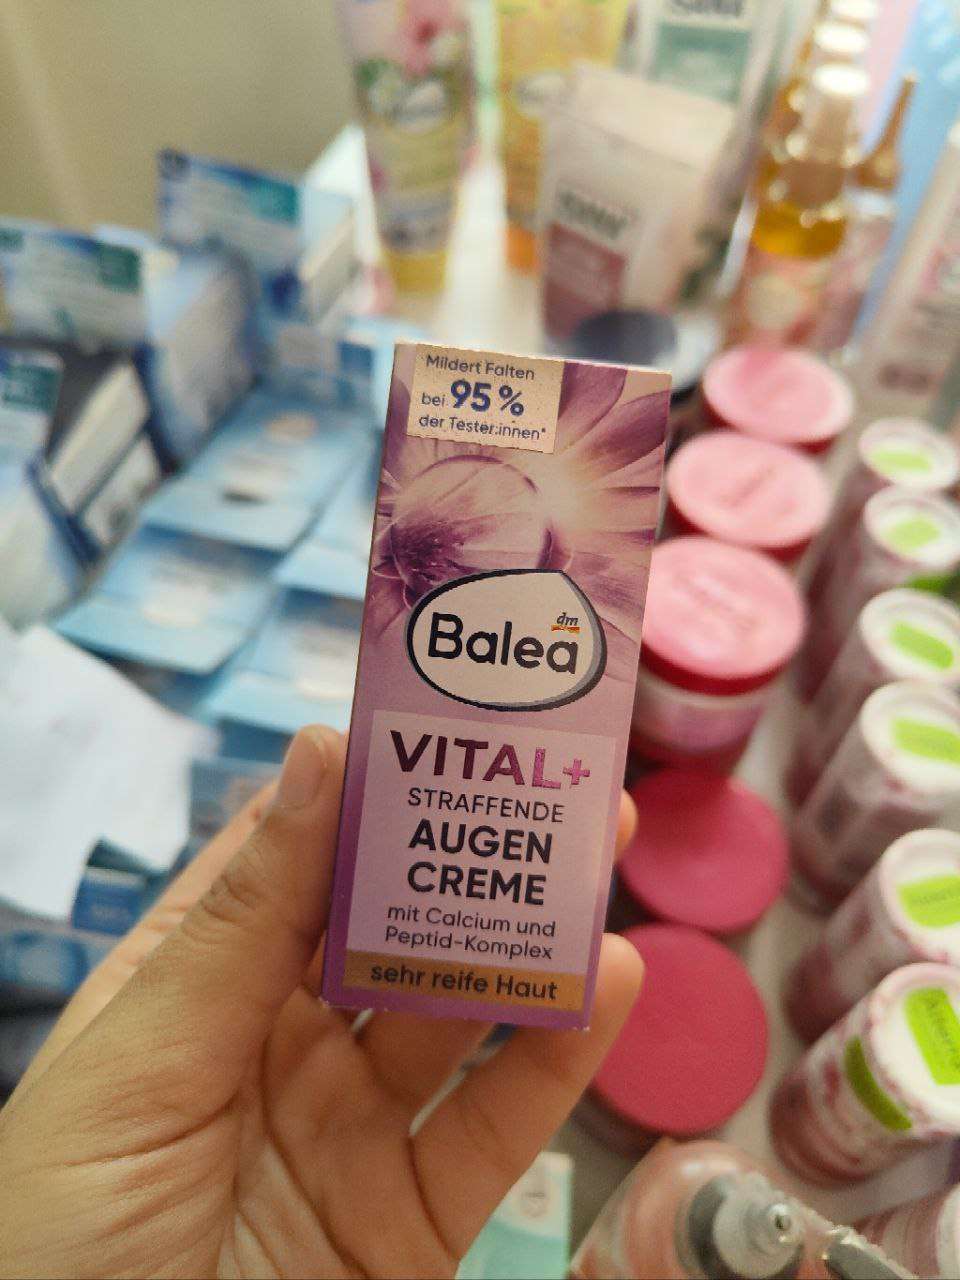 Mildert Falten
bei 95 %
der Tester:innen*
Balea
dm
VITAL+
STRAFFENDE
AUGEN
CREME
mit Calcium und
Peptid-Komplex
sehr reife Haut